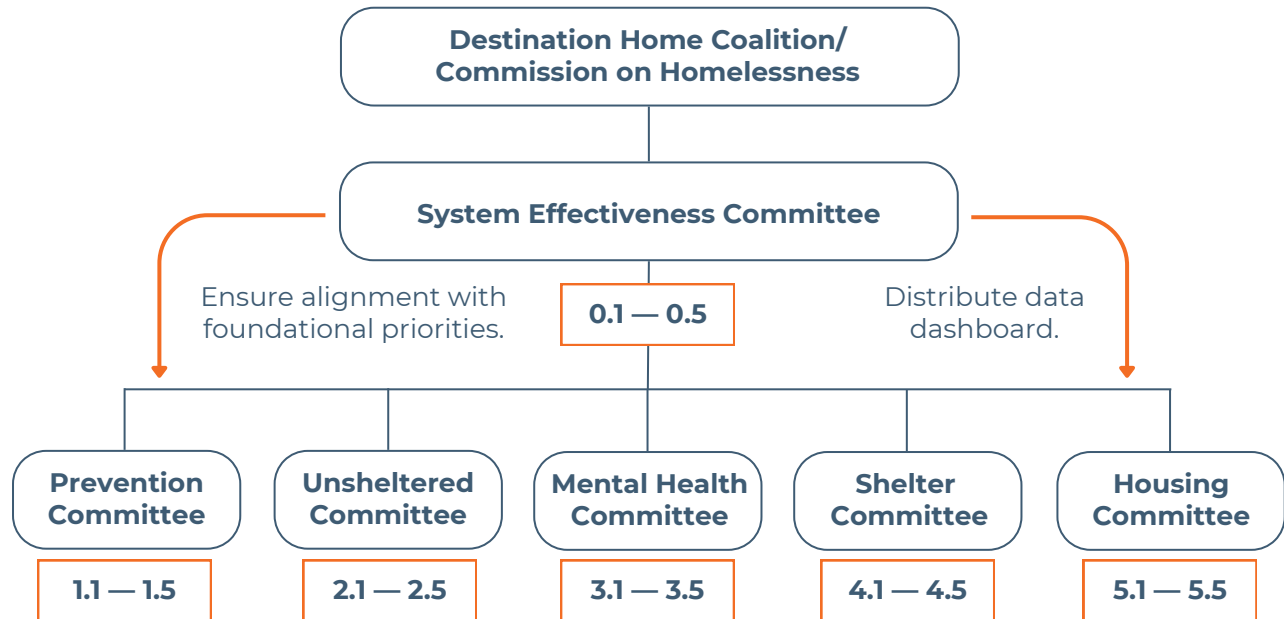 Destination Home Coalition/
Commission on Homelessness
System Effectiveness Committee
Ensure alignment with
foundational priorities.
0.1 — 0.5
Distribute data
dashboard.
Prevention
Committee
Unsheltered
Committee
Mental Health
Committee
Shelter
Committee
Housing
Committee
1.1 — 1.5
2.1 — 2.5
3.1 — 3.5
4.1 — 4.5
5.1 — 5.5